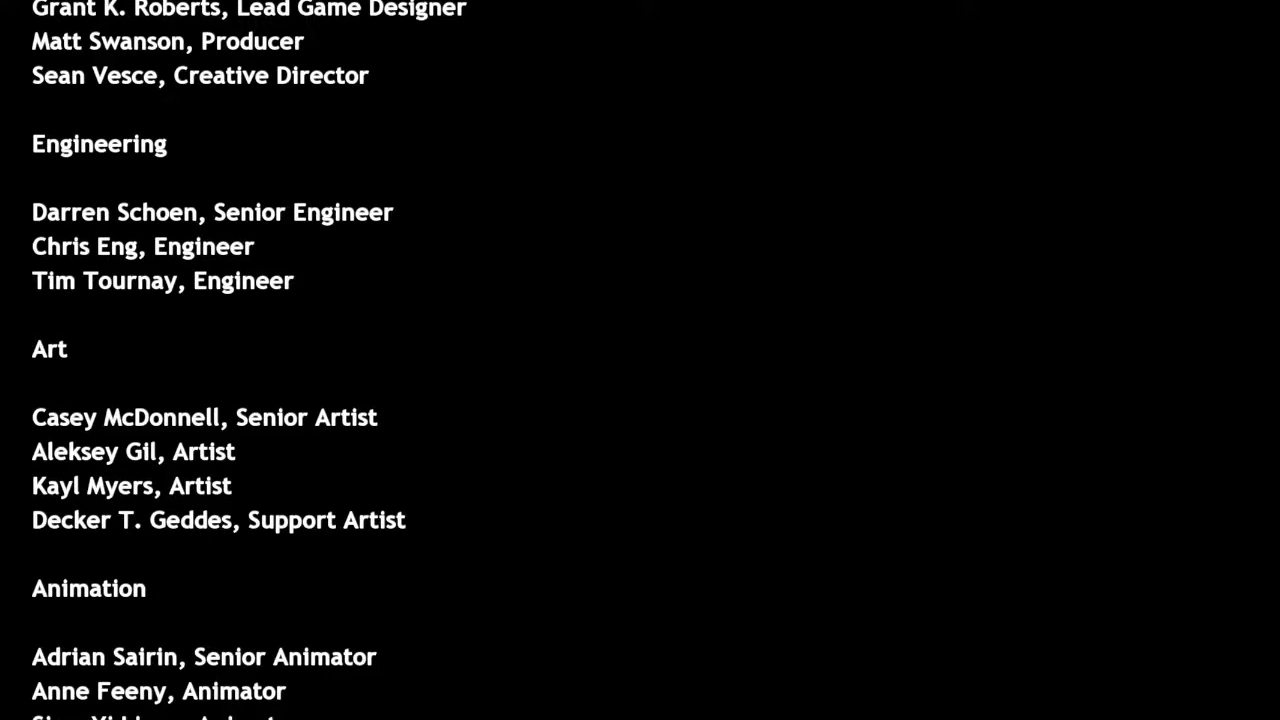 Grant K. Roberts, Lead Game Designer
Matt Swanson, Producer
Sean Vesce, Creative Director
Engineering
Darren Schoen, Senior Engineer
Chris Eng, Engineer
Tim Tournay, Engineer
Art
Casey McDonnell, Senior Artist
Aleksey Gil, Artist
Kayl Myers, Artist
Decker T. Geddes, Support Artist
Animation
Adrian Sairin, Senior Animator
Anne Feeny, Animator